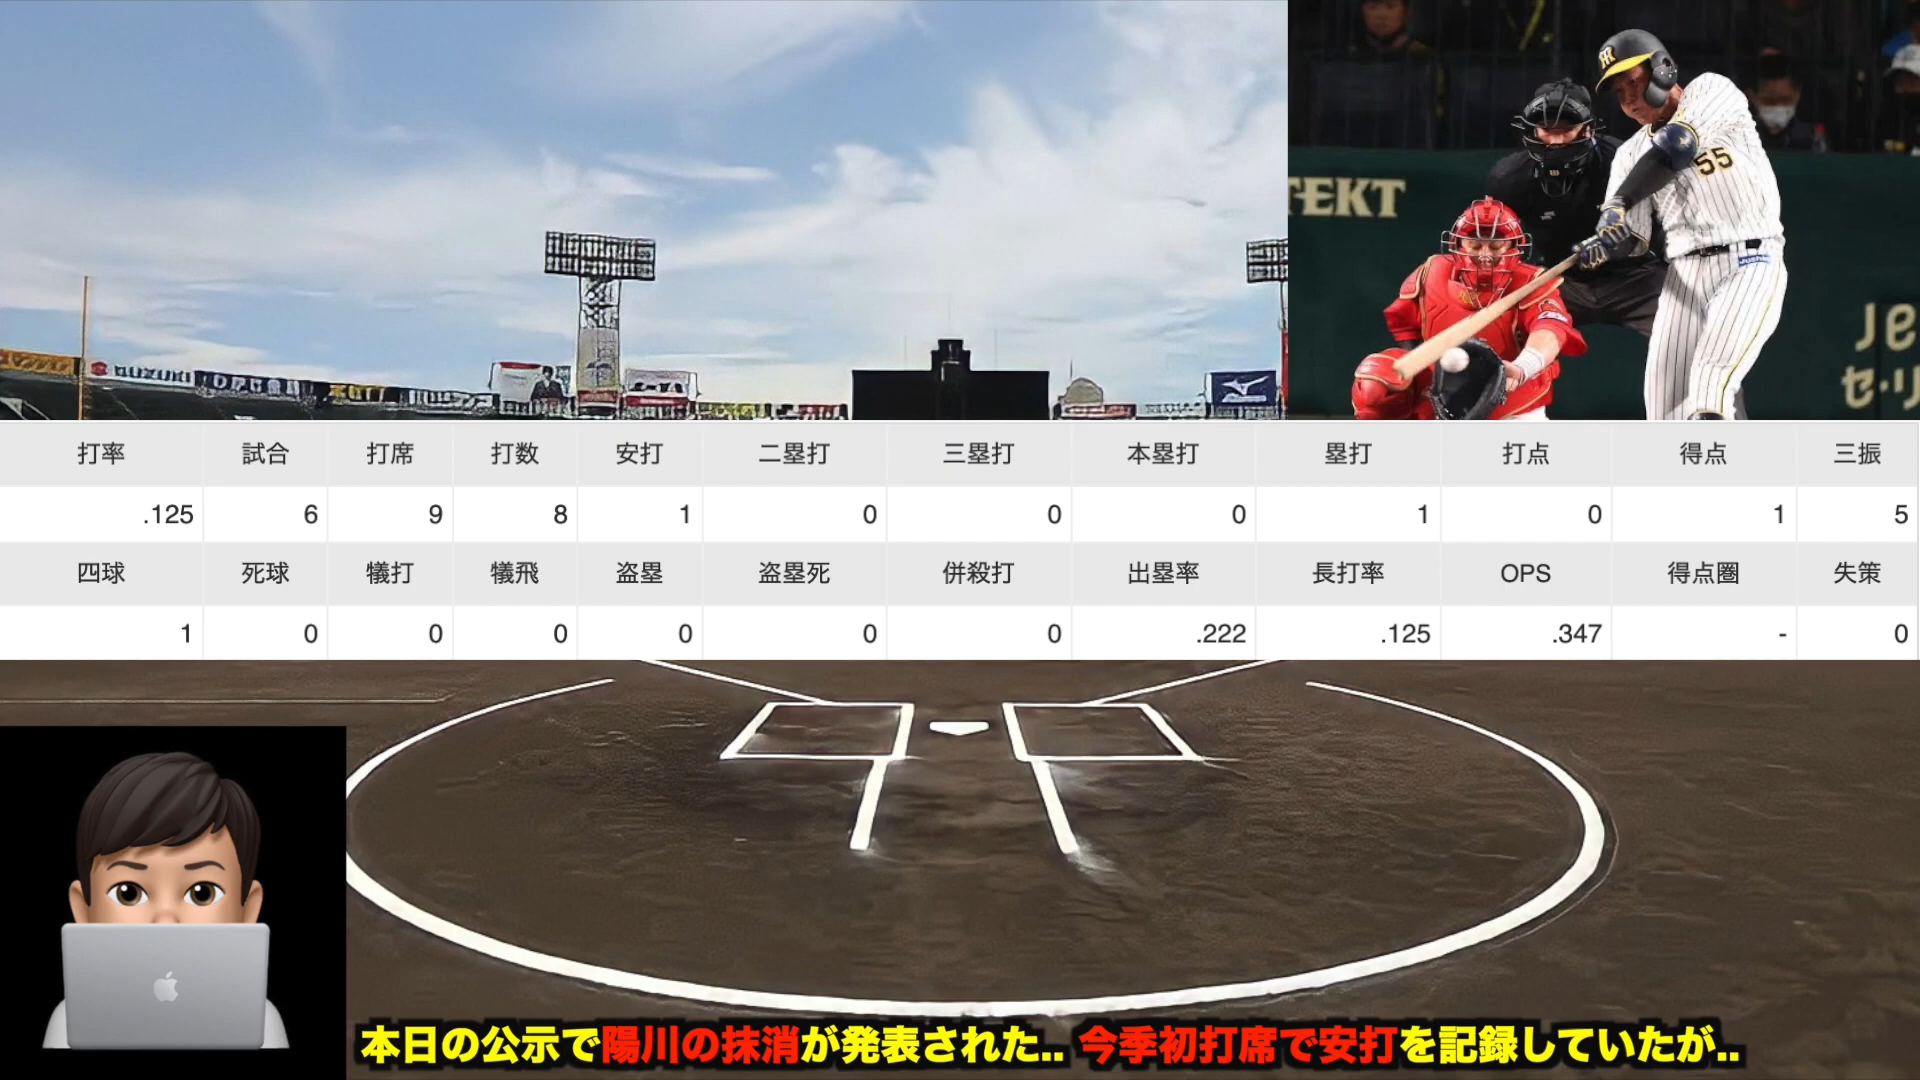 55
TEKT
Je
セ・リ
SUZUKI
打率 試合 打席 打数 安打 二塁打 三塁打 本塁打 塁打 打点 得点 三振
.125 6 9 8 1 0 0 0 1 0 1 5
四球 死球 犠打 犠飛 盗塁 盗塁死 併殺打 出塁率 長打率 OPS 得点圏 失策
1 0 0 0 0 0 0 .222 .125 .347 - 0
本日の公示で陽川の抹消が発表された.. 今季初打席で安打を記録していたが..